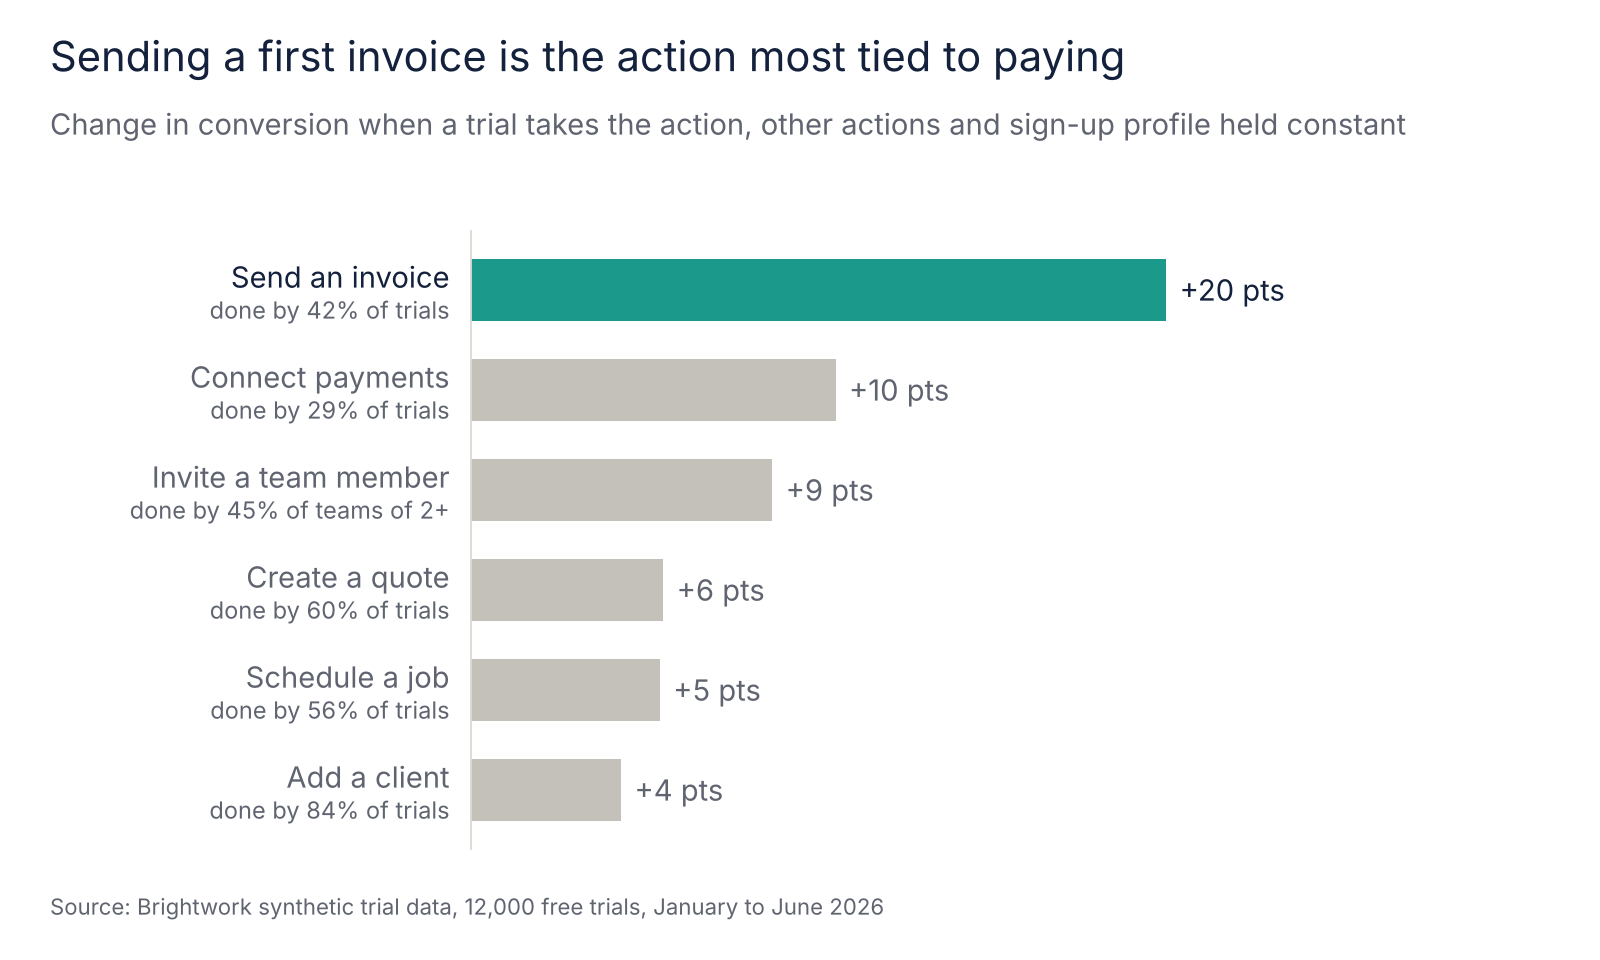 Sending a first invoice is the action most tied to paying
Change in conversion when a trial takes the action, other actions and sign-up profile held constant
Send an invoice
done by 42% of trials
+20 pts
Connect payments
done by 29% of trials
+10 pts
Invite a team member
done by 45% of teams of 2+
+9 pts
Create a quote
done by 60% of trials
+6 pts
Schedule a job
done by 56% of trials
+5 pts
Add a client
done by 84% of trials
+4 pts
Source: Brightwork synthetic trial data, 12,000 free trials, January to June 2026